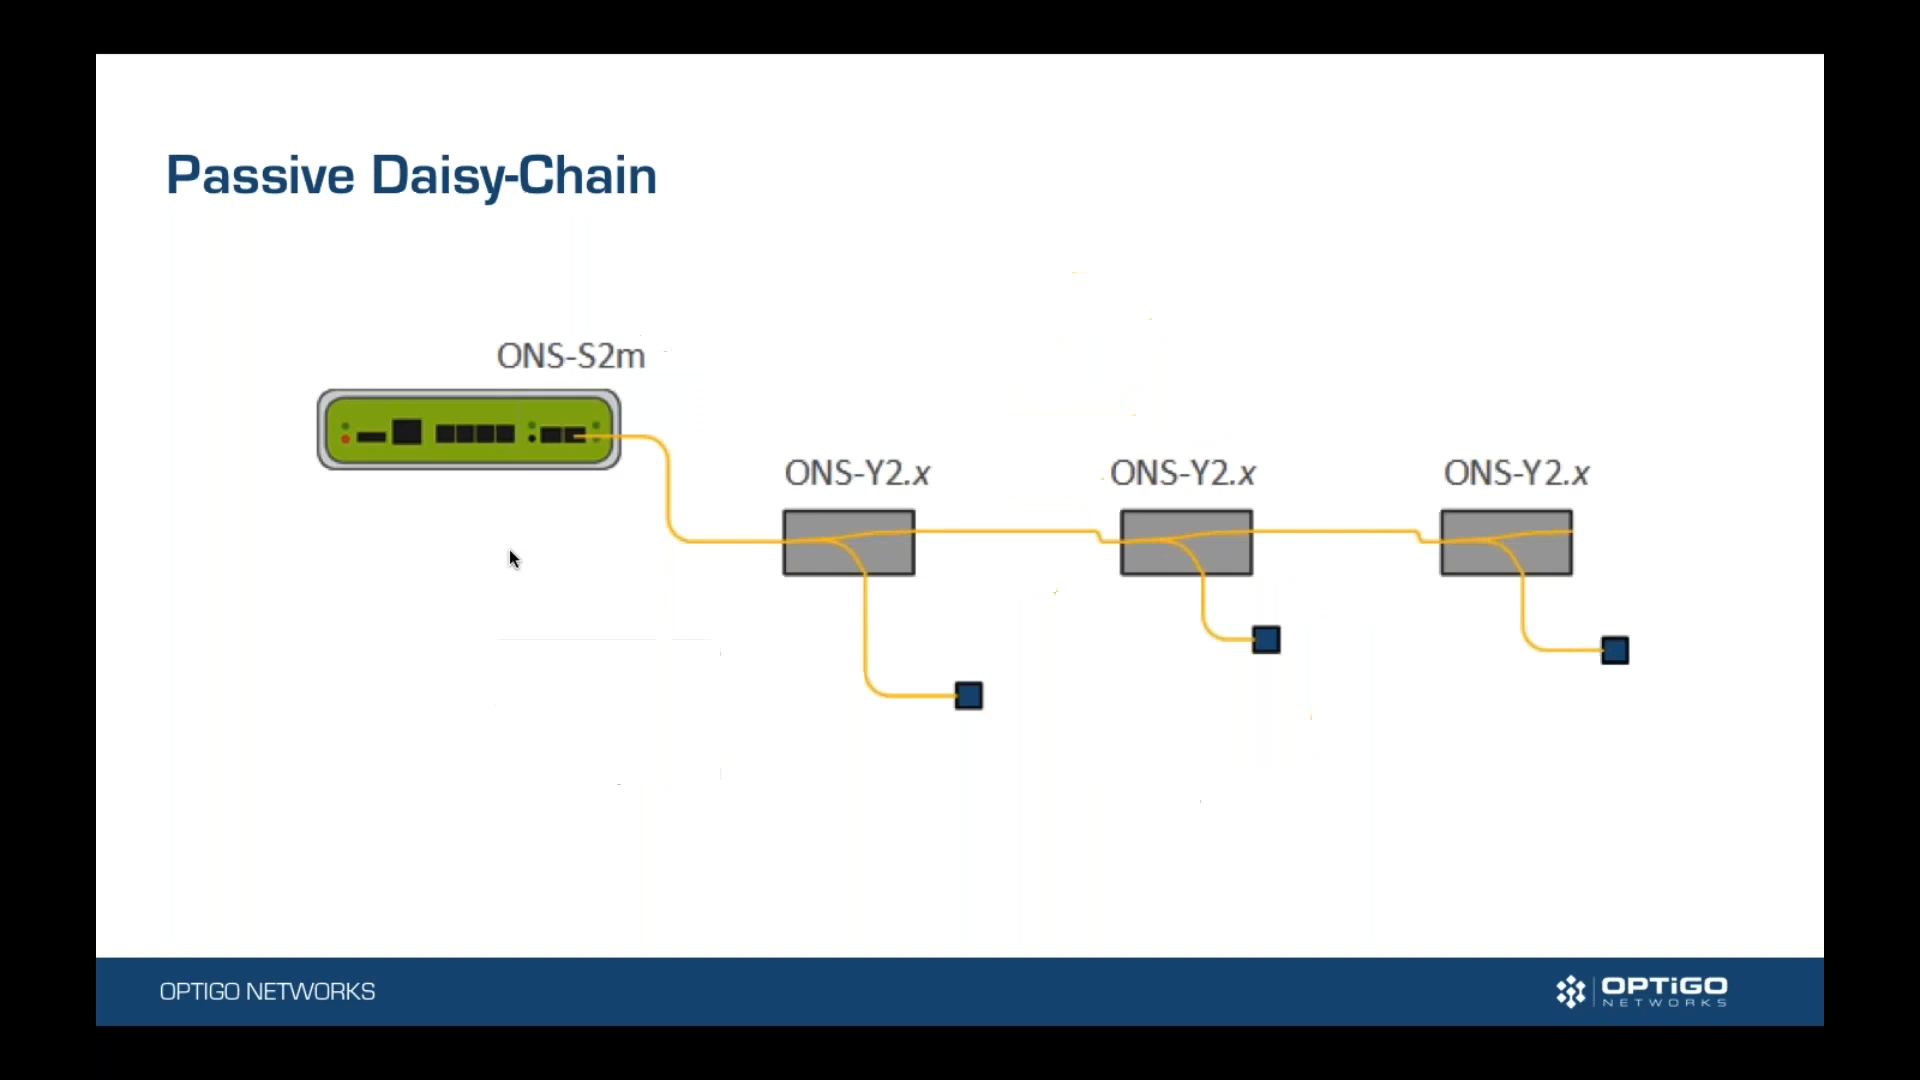 Passive Daisy-Chain
ONS-S2m
ONS-Y2.x
ONS-Y2.x
ONS-Y2.x
OPTIGO NETWORKS
OPTiGO
NETWORKS